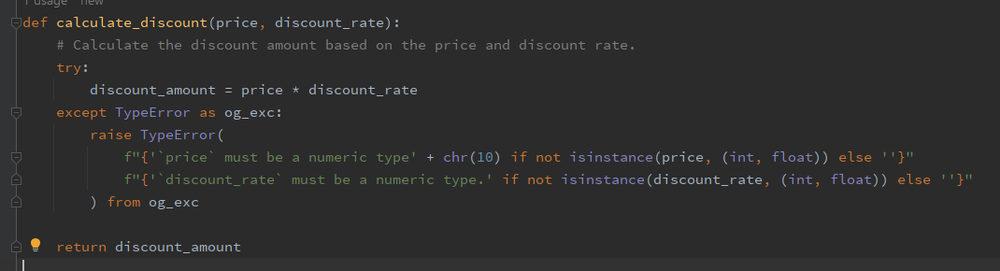 1 usage   new
def calculate_discount(price, discount_rate):
    # Calculate the discount amount based on the price and discount rate.
    try:
        discount_amount = price * discount_rate
    except TypeError as og_exc:
        raise TypeError(
            f"{'`price` must be a numeric type' + chr(10) if not isinstance(price, (int, float)) else ''}"
            f"{'`discount_rate` must be a numeric type.' if not isinstance(discount_rate, (int, float)) else ''}"
        ) from og_exc
    return discount_amount